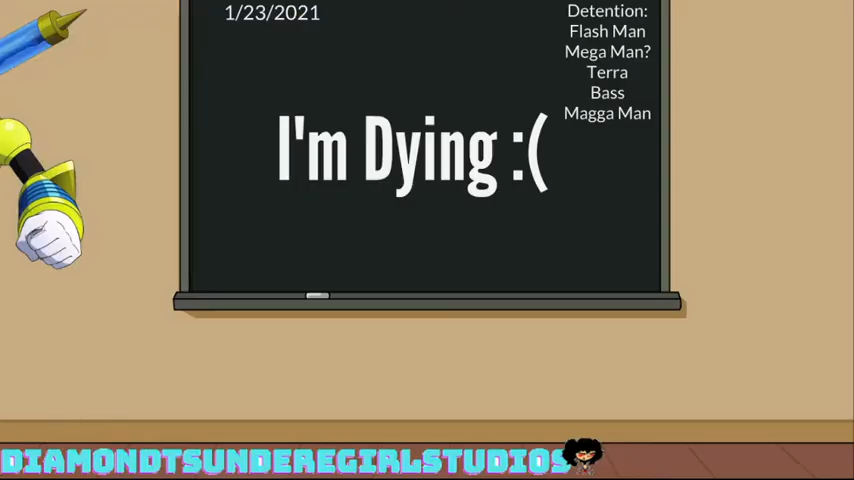 1/23/2021
Detention:
Flash Man
Mega Man?
Terra
Bass
Magga Man
I'm Dying :(
DIAMONDTSUNDEREGIRLSTUDIOS